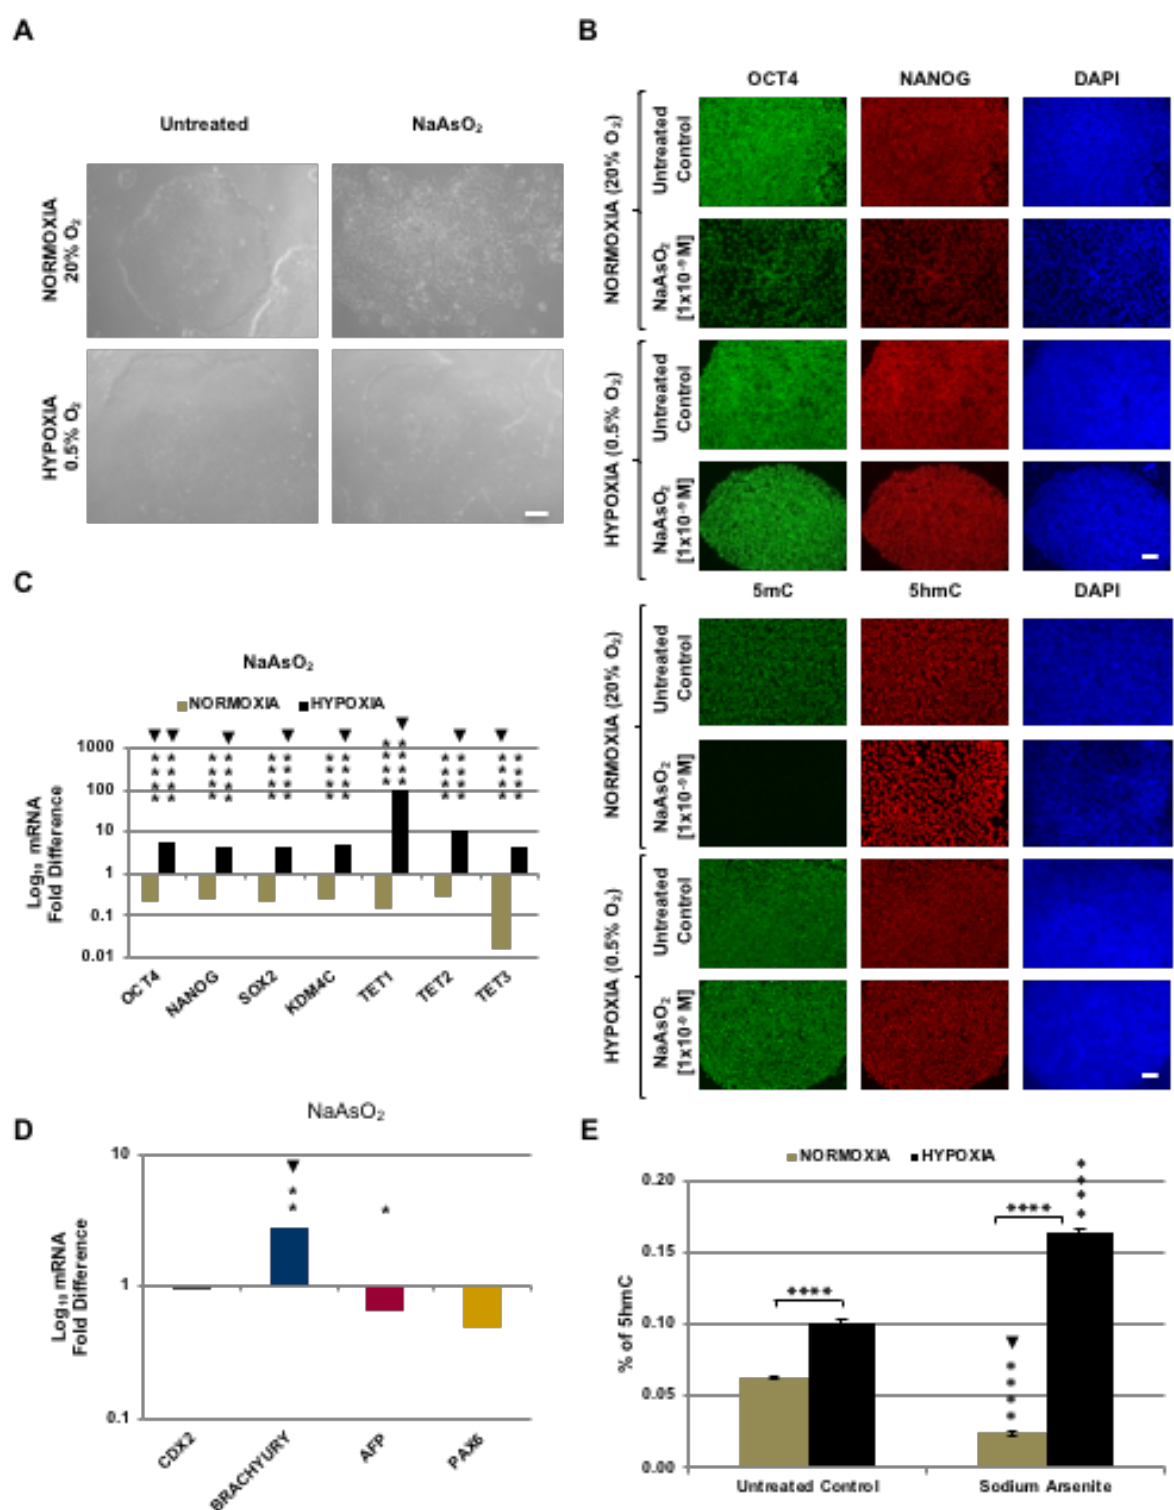 A
Untreated
NaAsO₂
NORMOXIA
20% O₂
HYPOXIA
0.5% O₂
B
OCT4 NANOG DAPI
NORMOXIA (20% O₂)
Untreated
Control
NaAsO₂
[1x10⁻⁹ M]
HYPOXIA (0.5% O₂)
Untreated
Control
NaAsO₂
[1x10⁻⁹ M]
5mC 5hmC DAPI
NORMOXIA (20% O₂)
Untreated
Control
NaAsO₂
[1x10⁻⁹ M]
HYPOXIA (0.5% O₂)
Untreated
Control
NaAsO₂
[1x10⁻⁹ M]
C
NaAsO₂
NORMOXIA HYPOXIA
Log₁₀ mRNA
Fold Difference
1000
100
10
1
0.1
0.01
OCT4 NANOG SOX2 KDM4C TET1 TET2 TET3
D
NaAsO₂
Log₁₀ mRNA
Fold Difference
10
1
0.1
CDX2 BRACHYURY AFP PAX6
E
NORMOXIA HYPOXIA
% of 5hmC
0.20
0.15
0.10
0.05
0.00
****
****
Untreated Control Sodium Arsenite